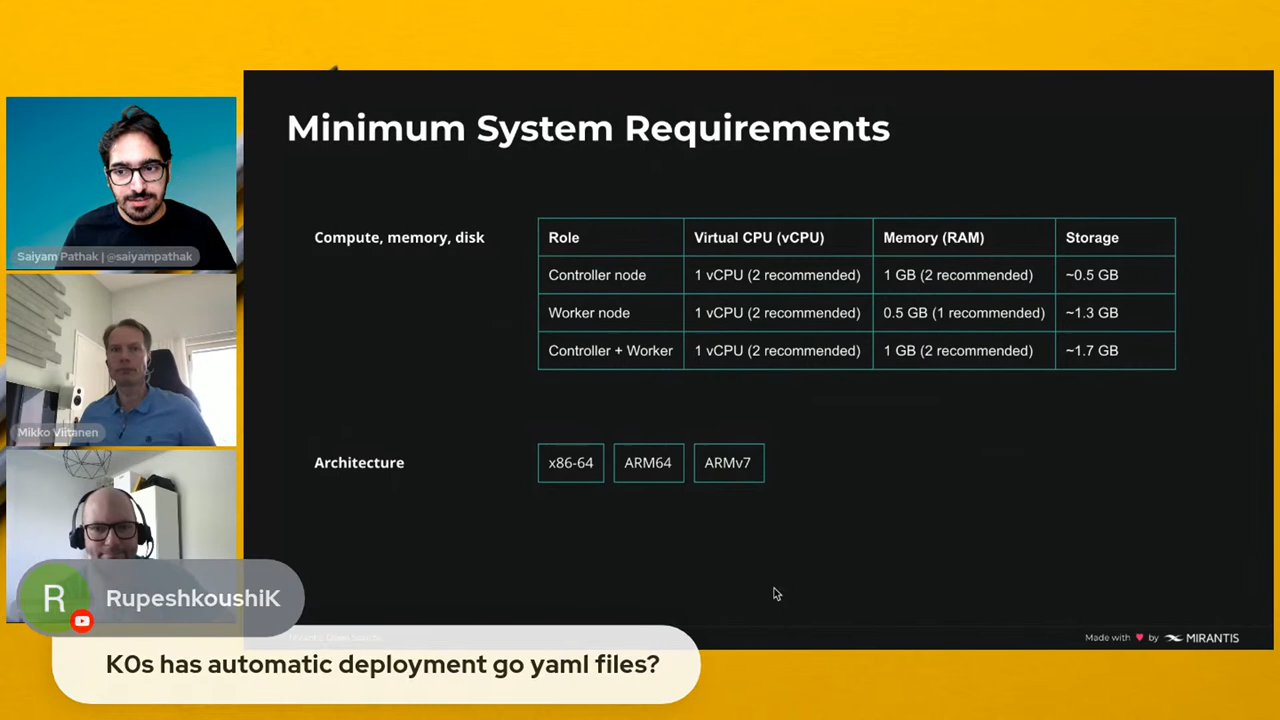 Minimum System Requirements
Compute, memory, disk
Role Virtual CPU (vCPU) Memory (RAM) Storage
Controller node 1 vCPU (2 recommended) 1 GB (2 recommended) ~0.5 GB
Worker node 1 vCPU (2 recommended) 0.5 GB (1 recommended) ~1.3 GB
Controller + Worker 1 vCPU (2 recommended) 1 GB (2 recommended) ~1.7 GB
Architecture x86-64 ARM64 ARMv7
Saiyam Pathak | @saiyampathak
Mikko Viitanen
R RupeshkoushiK
K0s has automatic deployment go yaml files?
Made with ♥ by MIRANTIS